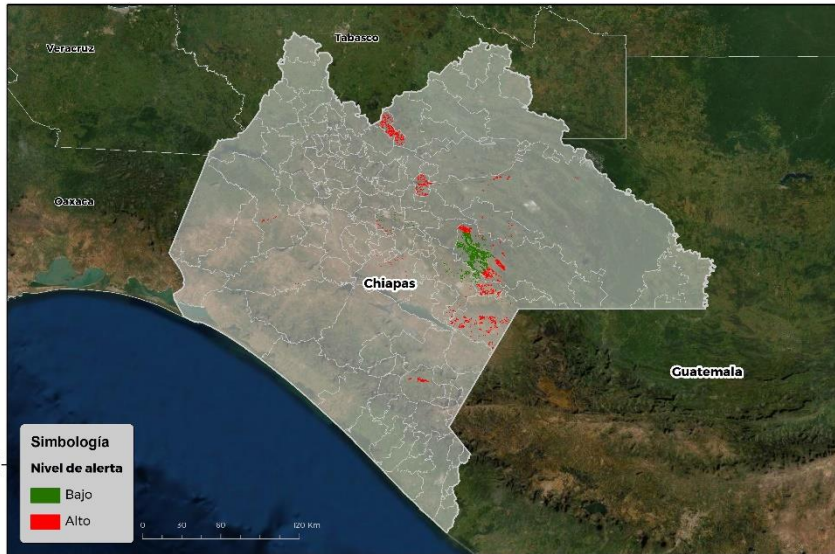 Tabasco
Veracruz
Oaxaca
Chiapas
Guatemala
Simbología
Nivel de alerta
Bajo
Alto
0 30 60 120 Km